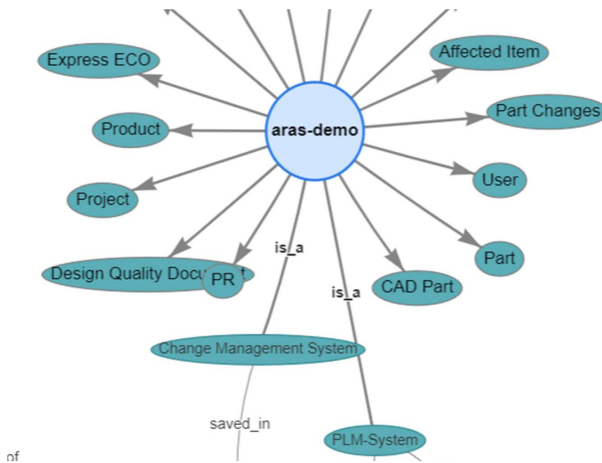 Express ECO
Affected Item
Part Changes
aras-demo
Product
User
Project
is_a
Part
Design Quality Docu t
PR
CAD Part
is_a
Change Management System
saved_in
PLM-System
of